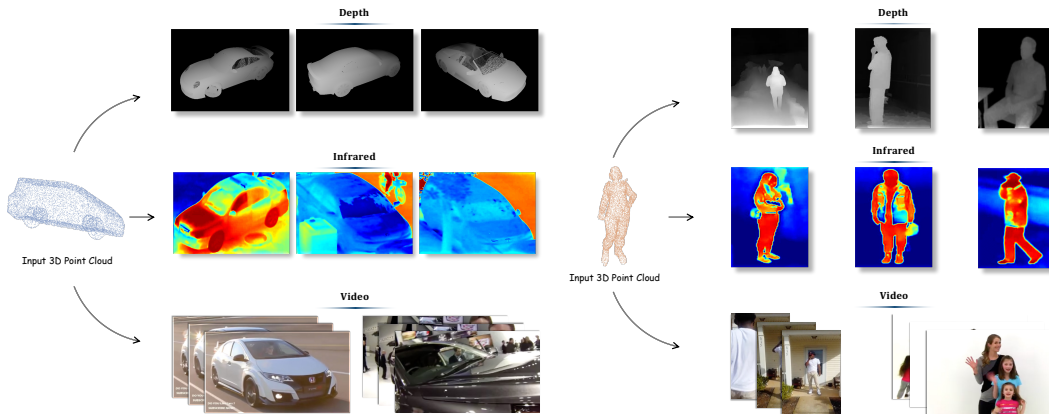 Depth
Infrared
Input 3D Point Cloud
Video
Depth
Infrared
Input 3D Point Cloud
Video